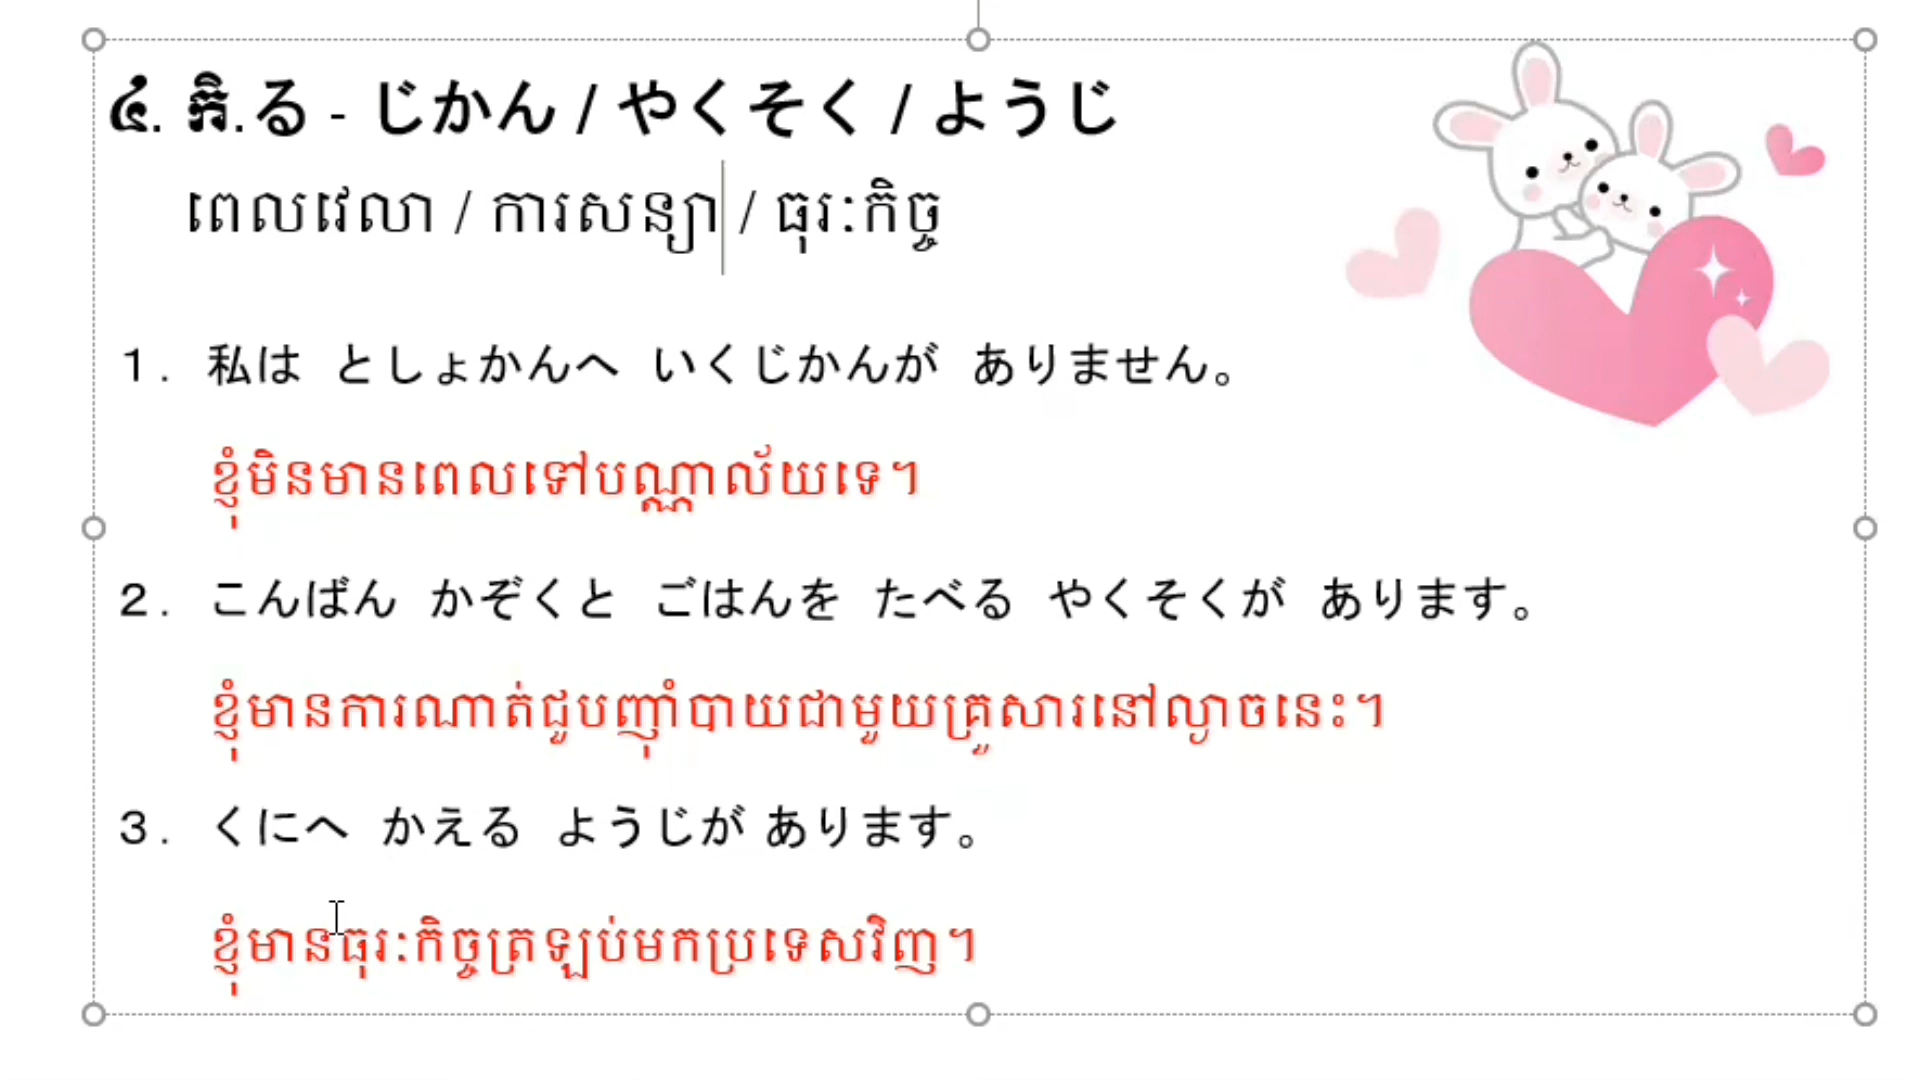 ៤. កិ.る - じかん / やくそく / ようじ
ពេលវេលា / ការសន្យា / ធុរៈកិច្ច
1. 私は としょかんへ いくじかんが ありません。
ខ្ញុំមិនមានពេលទៅបណ្ណាល័យទេ។
2. こんばん かぞくと ごはんを たべる やくそくが あります。
ខ្ញុំមានការណាត់ជួបញ៉ាំបាយជាមួយគ្រួសារនៅល្ងាចនេះ។
3. くにへ かえる ようじが あります。
ខ្ញុំមានធុរៈកិច្ចត្រឡប់មកប្រទេសវិញ។